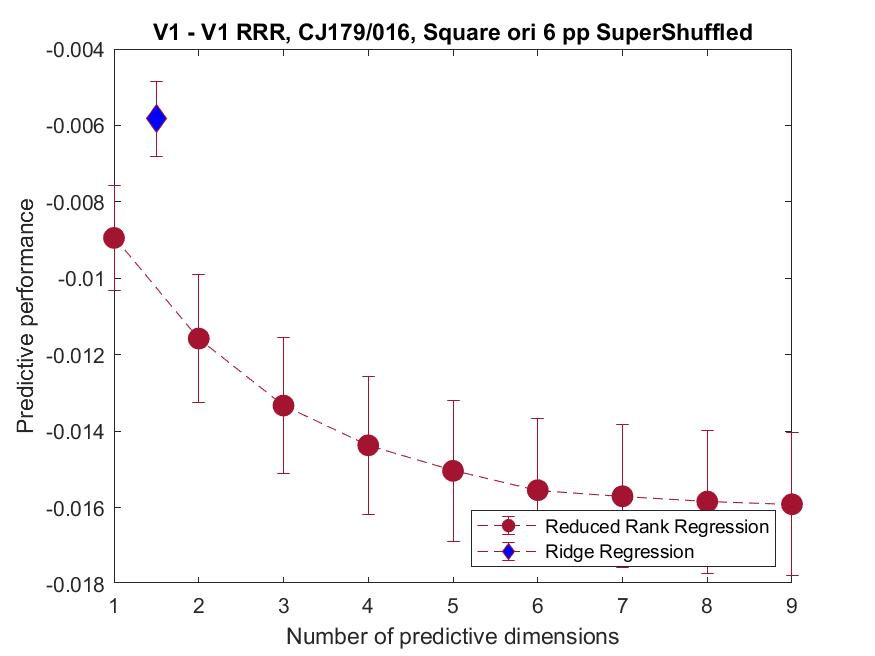 V1 - V1 RRR, CJ179/016, Square ori 6 pp SuperShuffled
-0.004
-0.006
-0.008
-0.01
-0.012
-0.014
-0.016
-0.018
Predictive performance
Reduced Rank Regression
Ridge Regression
1 2 3 4 5 6 7 8 9
Number of predictive dimensions